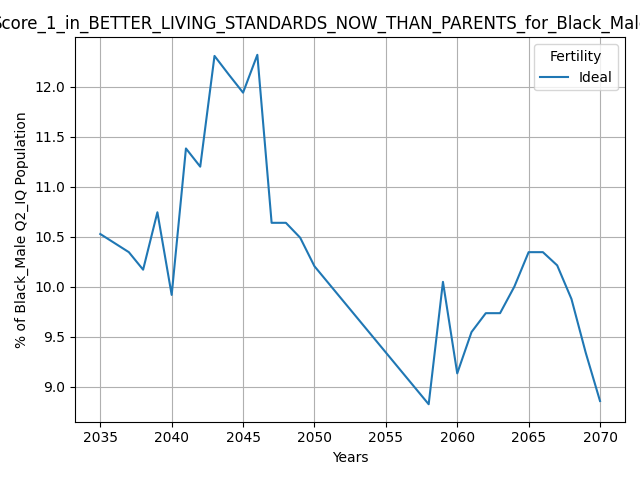 Score_1_in_BETTER_LIVING_STANDARDS_NOW_THAN_PARENTS_for_Black_Male
Fertility
Ideal
% of Black_Male Q2_IQ Population
12.0
11.5
11.0
10.5
10.0
9.5
9.0
2035 2040 2045 2050 2055 2060 2065 2070
Years